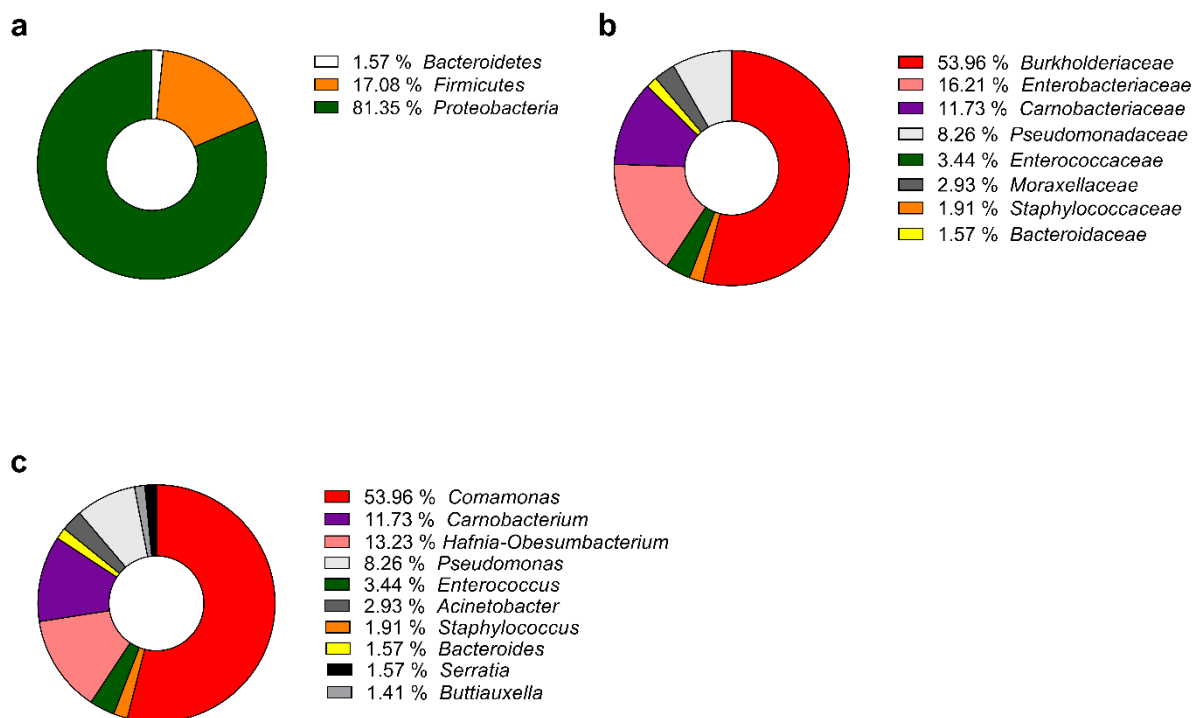 a
1.57 % Bacteroidetes
17.08 % Firmicutes
81.35 % Proteobacteria
b
53.96 % Burkholderiaceae
16.21 % Enterobacteriaceae
11.73 % Carnobacteriaceae
8.26 % Pseudomonadaceae
3.44 % Enterococcaceae
2.93 % Moraxellaceae
1.91 % Staphylococcaceae
1.57 % Bacteroidaceae
c
53.96 % Comamonas
11.73 % Carnobacterium
13.23 % Hafnia-Obesumbacterium
8.26 % Pseudomonas
3.44 % Enterococcus
2.93 % Acinetobacter
1.91 % Staphylococcus
1.57 % Bacteroides
1.57 % Serratia
1.41 % Buttiauxella